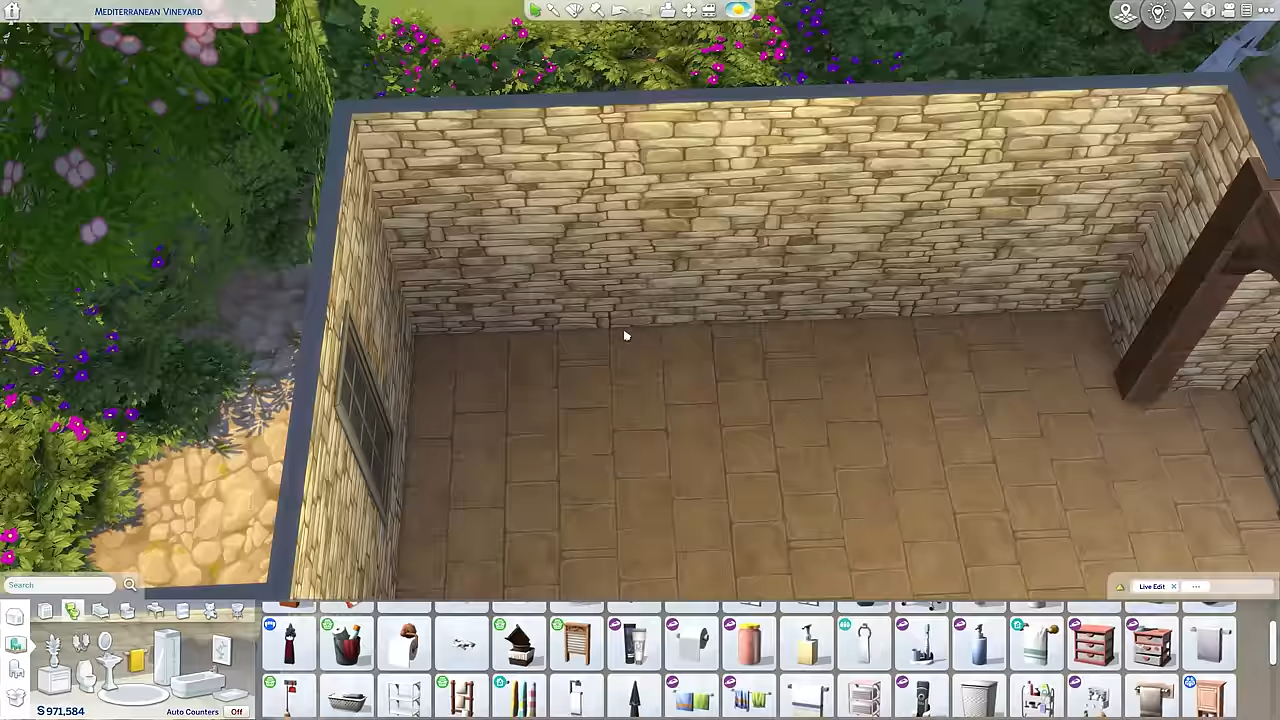 Mediterranean Vineyard
Search
Live Edit
§971,584
Auto Counters
Off